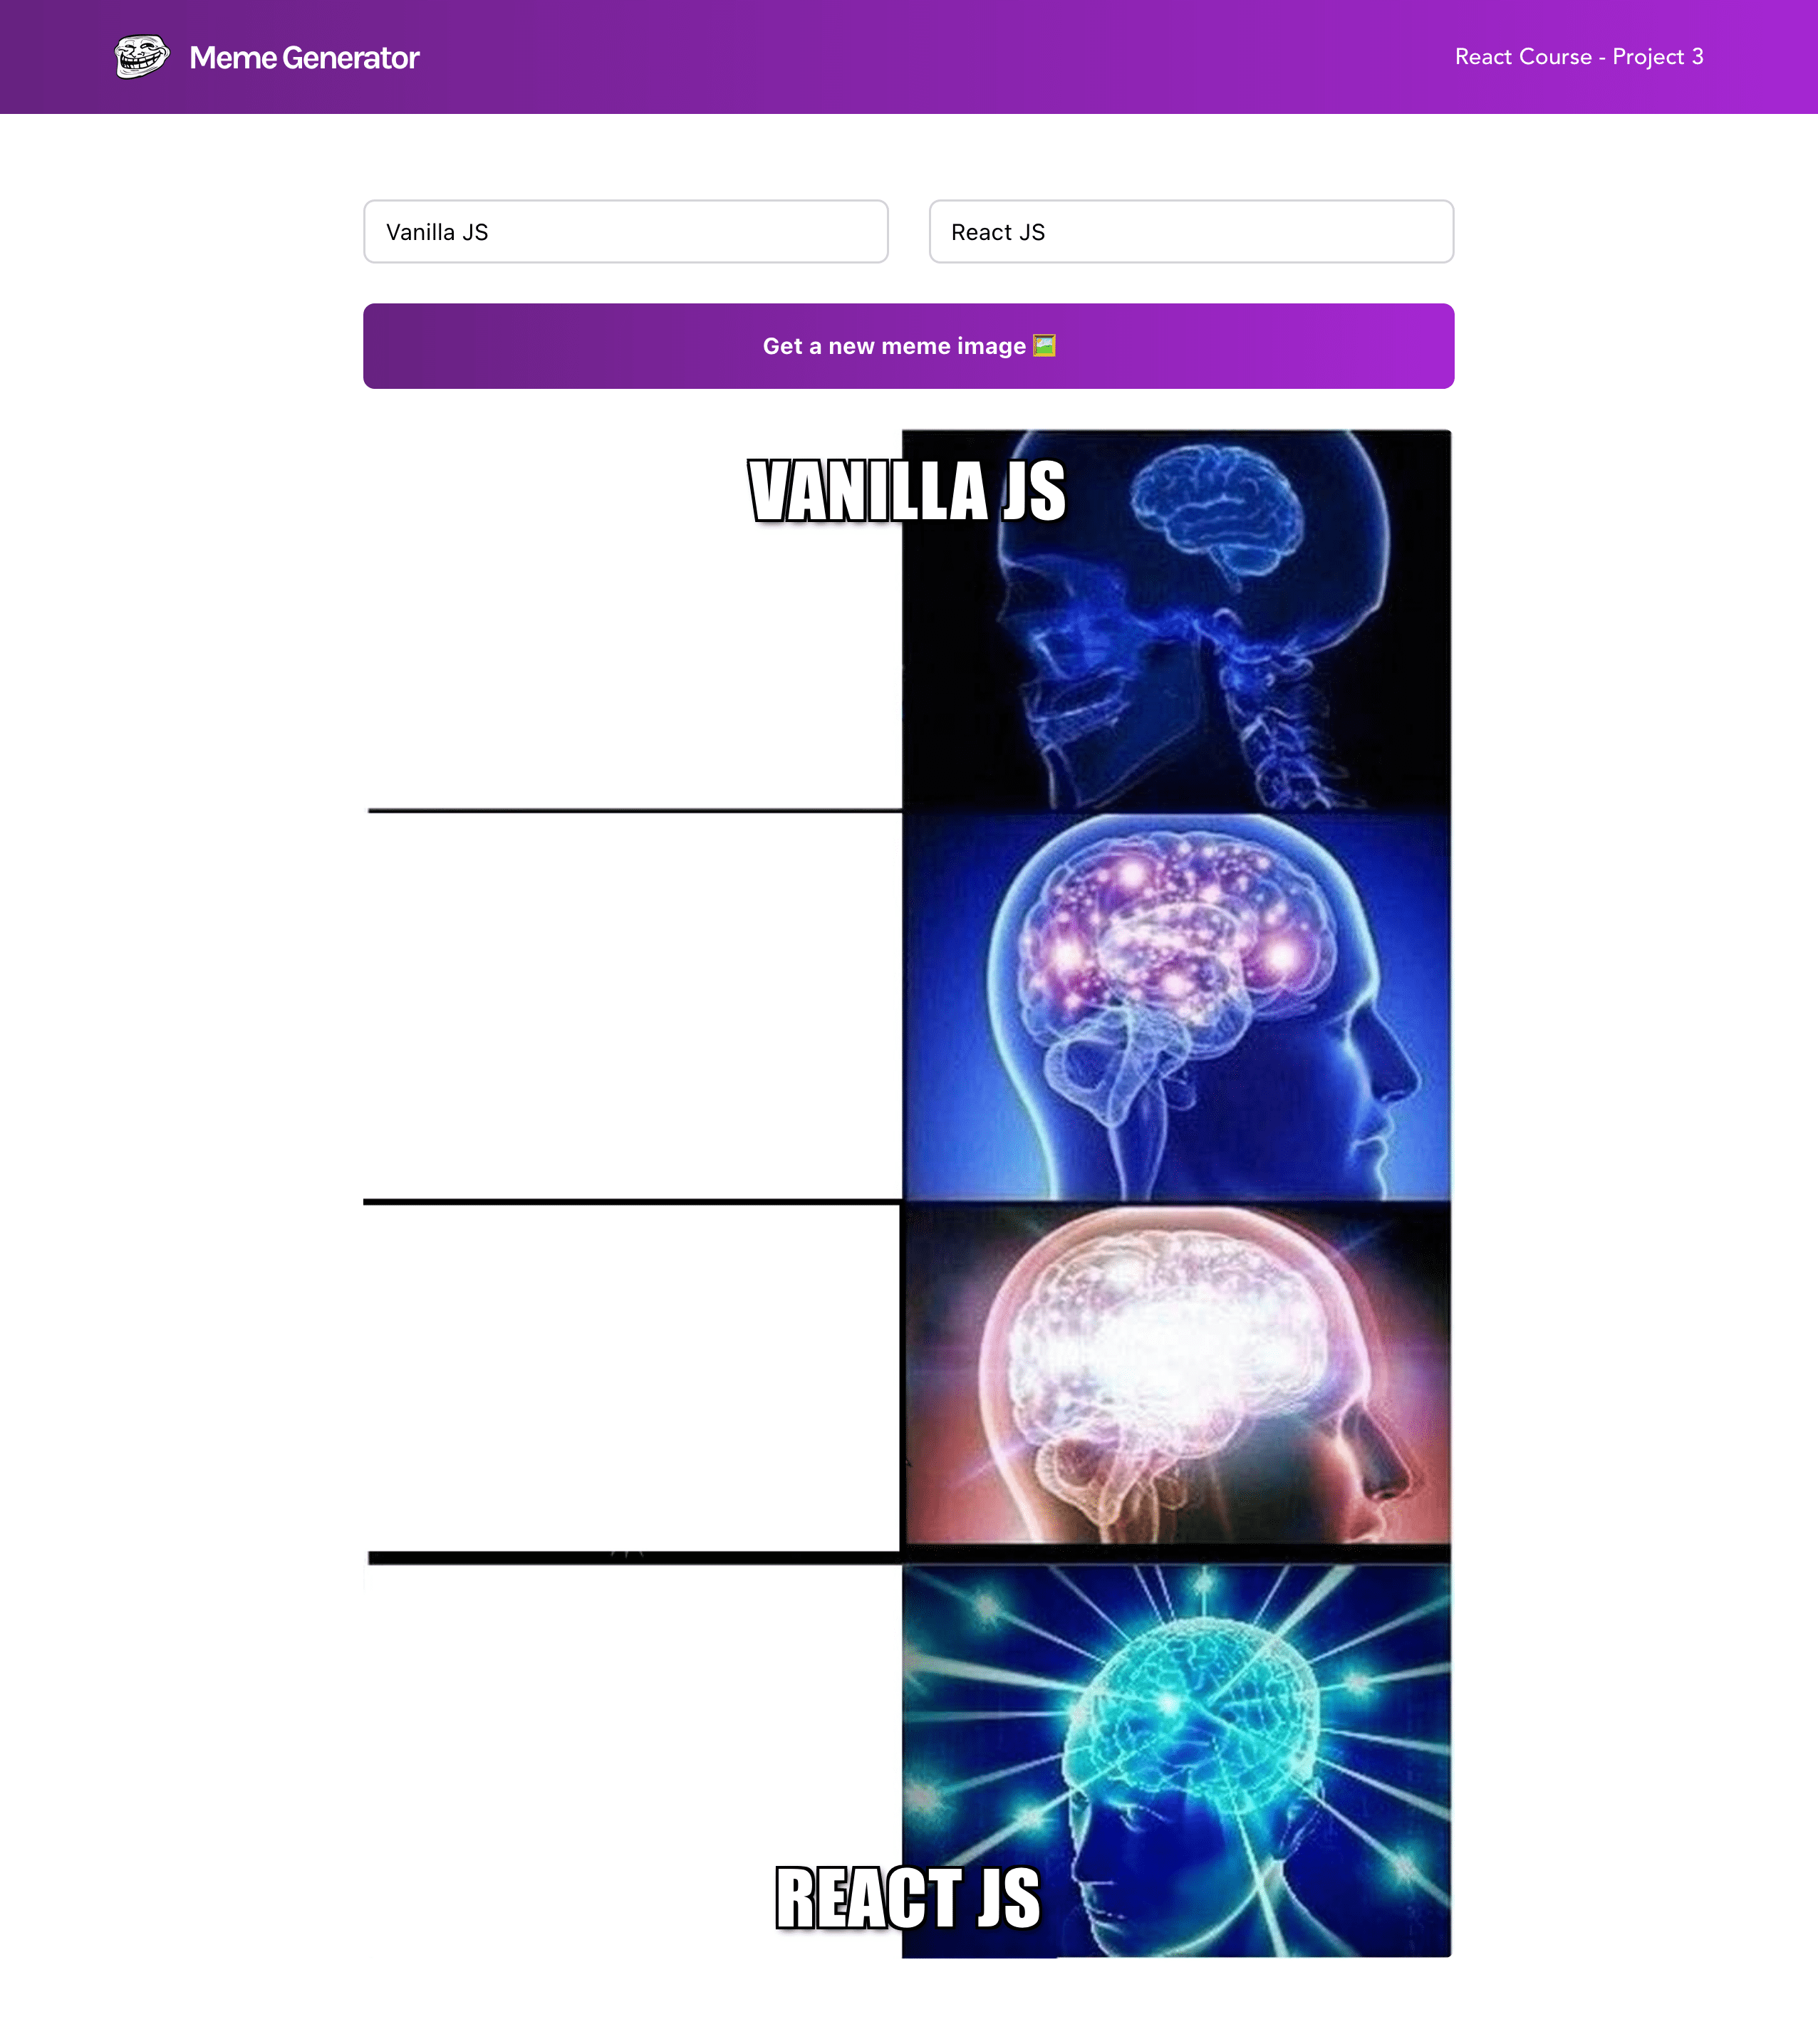 Meme Generator
React Course - Project 3
Vanilla JS
React JS
Get a new meme image 🖼️
VANILLA JS
REACT JS